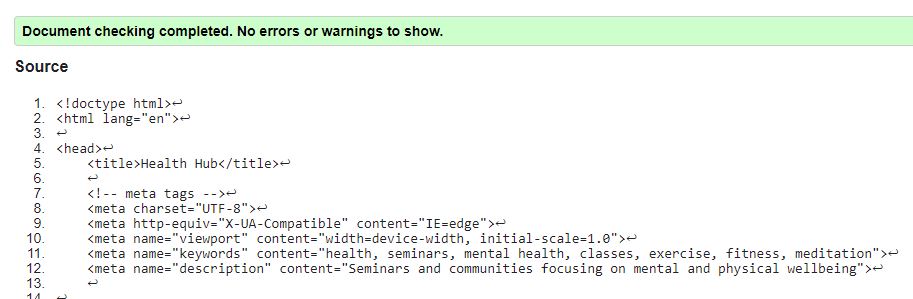 Document checking completed. No errors or warnings to show.
Source
1. <!doctype html>↩
2. <html lang="en">↩
3. ↩
4. <head>↩
5.     <title>Health Hub</title>↩
6.     ↩
7.     <!-- meta tags -->↩
8.     <meta charset="UTF-8">↩
9.     <meta http-equiv="X-UA-Compatible" content="IE=edge">↩
10.     <meta name="viewport" content="width=device-width, initial-scale=1.0">↩
11.     <meta name="keywords" content="health, seminars, mental health, classes, exercise, fitness, meditation">↩
12.     <meta name="description" content="Seminars and communities focusing on mental and physical wellbeing">↩
13.     ↩
14. ↩